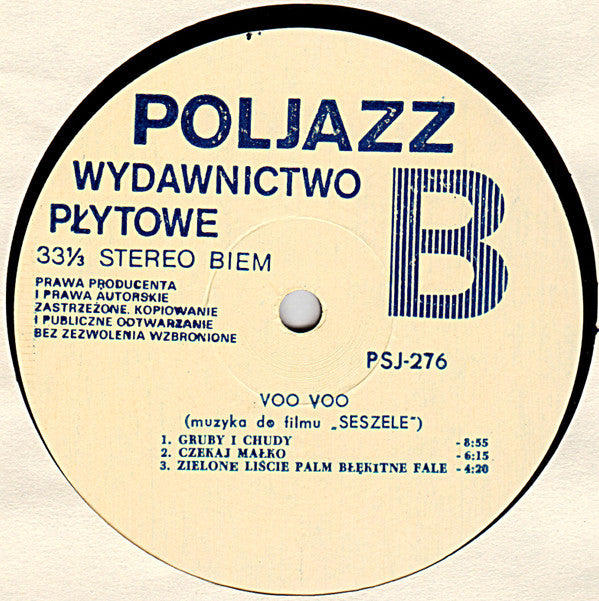 POLJAZZ
WYDAWNICTWO
PŁYTOWE
33⅓ STEREO BIEM
PRAWA PRODUCENTA
I PRAWA AUTORSKIE
ZASTRZEŻONE. KOPIOWANIE
I PUBLICZNE ODTWARZANIE
BEZ ZEZWOLENIA WZBRONIONE
B
PSJ-276
VOO VOO
(muzyka do filmu „SESZELE")
1. GRUBY I CHUDY - 8:55
2. CZEKAJ MAŁKO - 6:15
3. ZIELONE LIŚCIE PALM BŁĘKITNE FALE - 4:20